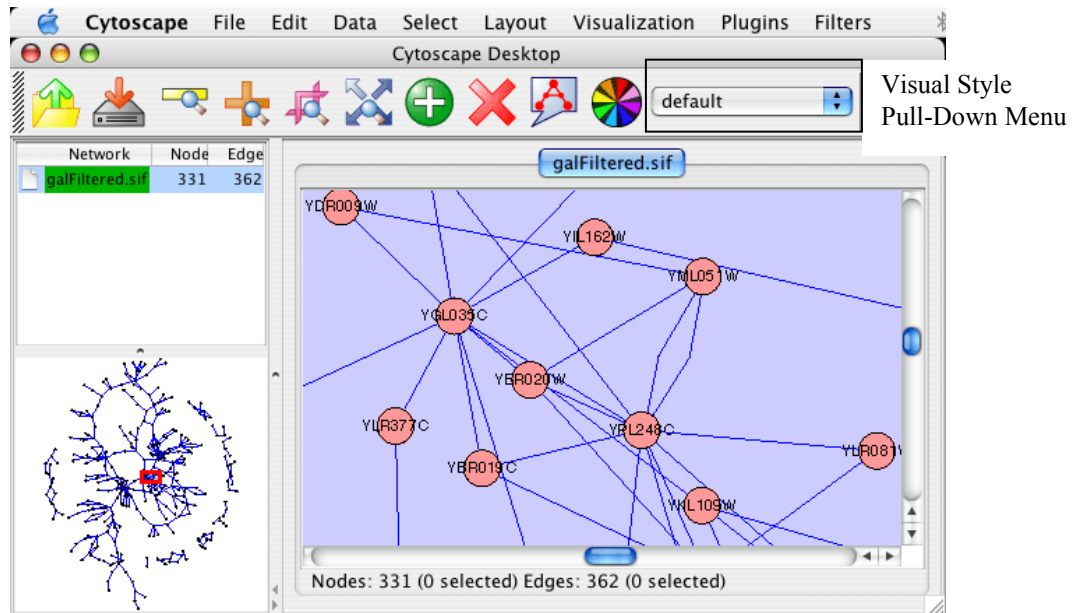 Cytoscape File Edit Data Select Layout Visualization Plugins Filters
Cytoscape Desktop
default
Visual Style
Pull-Down Menu
Network Node Edge
galFiltered.sif 331 362
galFiltered.sif
YDR009W
YIL162W
YML051W
YGL035C
YBR020W
YLR377C
YPL248C
YLR081W
YBR019C
YKL109W
Nodes: 331 (0 selected) Edges: 362 (0 selected)